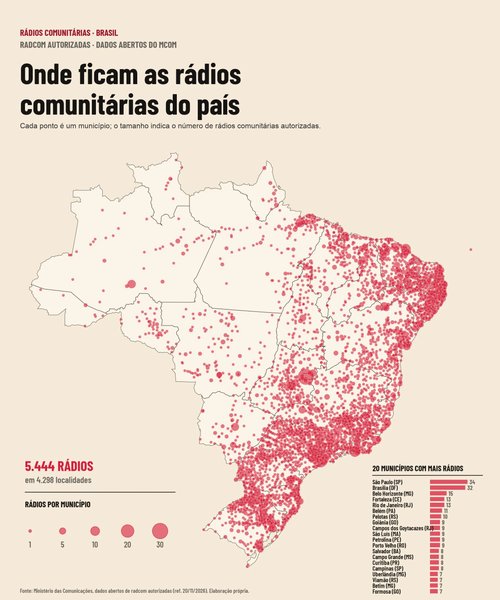 RÁDIOS COMUNITÁRIAS · BRASIL
RADCOM AUTORIZADAS · DADOS ABERTOS DO MCOM
Onde ficam as rádios
comunitárias do país
Cada ponto é um município; o tamanho indica o número de rádios comunitárias autorizadas.
5.444 RÁDIOS
em 4.298 localidades
RÁDIOS POR MUNICÍPIO
1 5 10 20 30
20 MUNICÍPIOS COM MAIS RÁDIOS
São Paulo (SP) 34
Brasília (DF) 32
Belo Horizonte (MG) 15
Fortaleza (CE) 13
Rio de Janeiro (RJ) 13
Belém (PA) 11
Pelotas (RS) 10
Goiânia (GO) 9
Campos dos Goytacazes (RJ) 9
São Luís (MA) 9
Petrolina (PE) 9
Porto Velho (RO) 9
Salvador (BA) 8
Campo Grande (MS) 8
Curitiba (PR) 8
Campinas (SP) 8
Uberlândia (MG) 7
Viamão (RS) 7
Betim (MG) 7
Formosa (GO) 7
Fonte: Ministério das Comunicações, dados abertos de radcom autorizadas (ref. 20/11/2026). Elaboração própria.